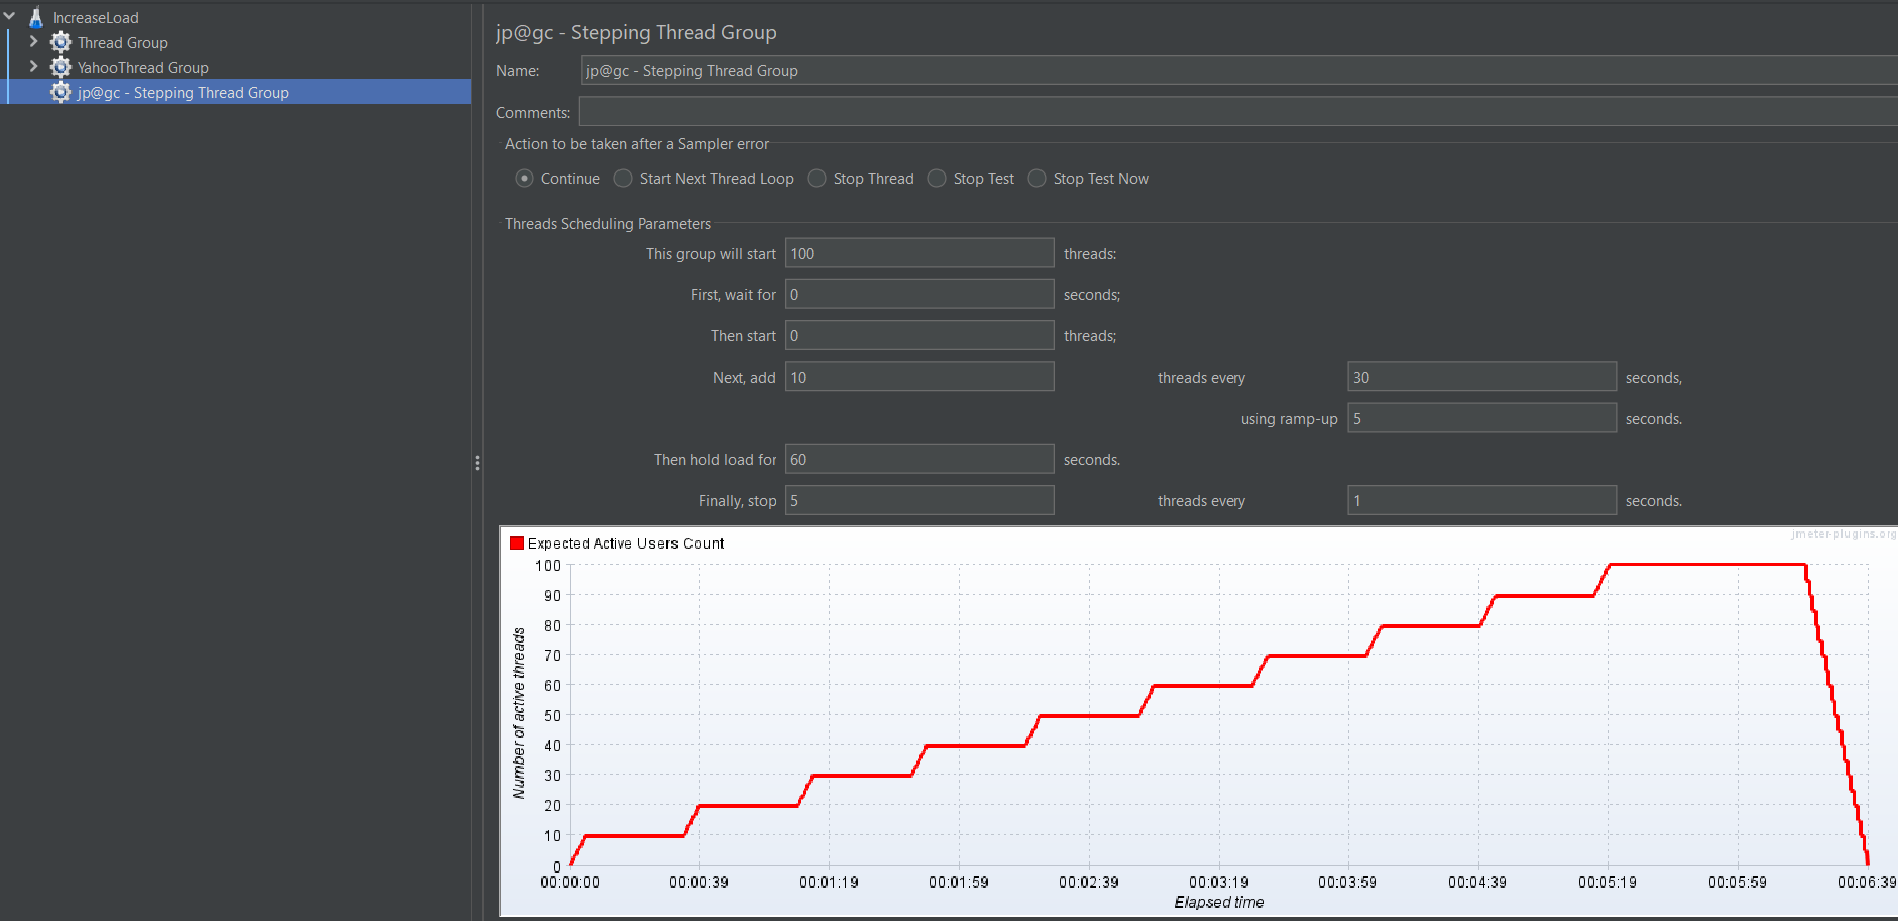 IncreaseLoad
Thread Group
YahooThread Group
jp@gc - Stepping Thread Group
jp@gc - Stepping Thread Group
Name: jp@gc - Stepping Thread Group
Comments:
Action to be taken after a Sampler error
Continue Start Next Thread Loop Stop Thread Stop Test Stop Test Now
Threads Scheduling Parameters
This group will start 100 threads:
First, wait for 0 seconds;
Then start 0 threads;
Next, add 10 threads every 30 seconds,
using ramp-up 5 seconds.
Then hold load for 60 seconds.
Finally, stop 5 threads every 1 seconds.
jmeter-plugins.org
Expected Active Users Count
100
90
80
70
60
50
40
30
20
10
0
Number of active threads
00:00:00 00:00:39 00:01:19 00:01:59 00:02:39 00:03:19 00:03:59 00:04:39 00:05:19 00:05:59 00:06:39
Elapsed time